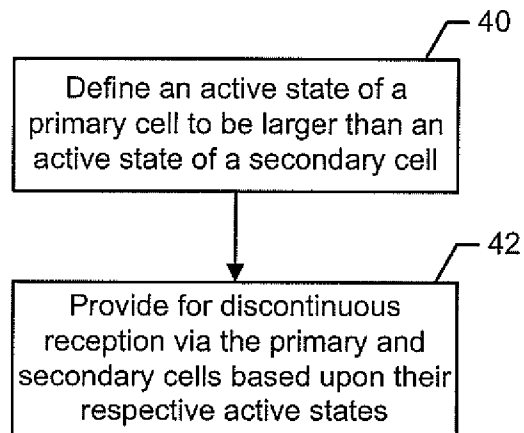 40
Define an active state of a
primary cell to be larger than an
active state of a secondary cell
42
Provide for discontinuous
reception via the primary and
secondary cells based upon their
respective active states